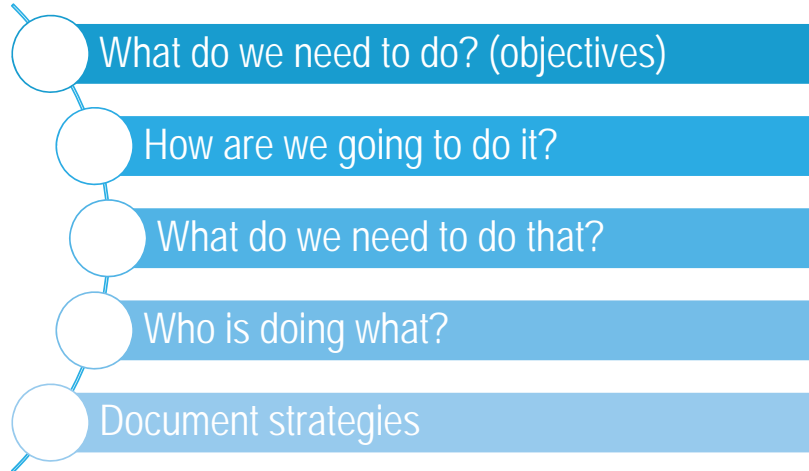 What do we need to do? (objectives)
How are we going to do it?
What do we need to do that?
Who is doing what?
Document strategies